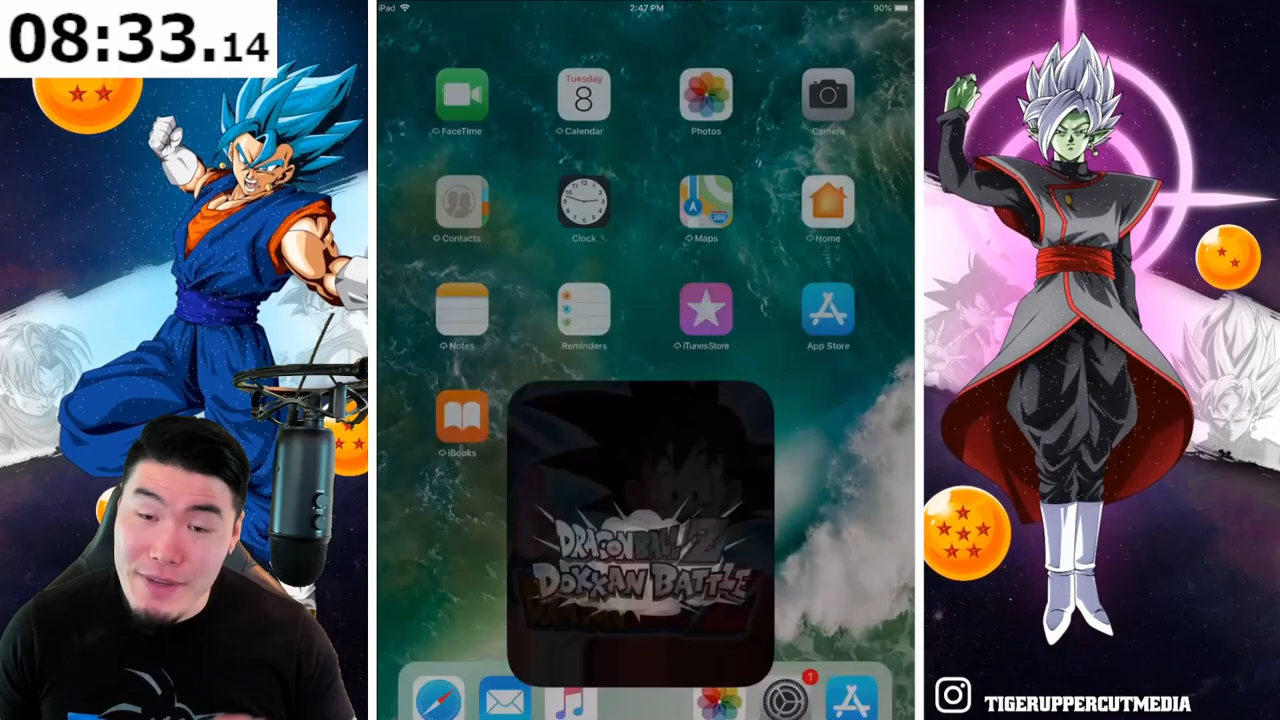 08:33.14
iPad
2:47 PM
90%
FaceTime
Tuesday
8
Calendar
Photos
Camera
Contacts
Clock
280
Maps
Home
Notes
Reminders
iTunes Store
App Store
iBooks
DRAGON BALL Z
DOKKAN BATTLE
1
TIGERUPPERCUTMEDIA